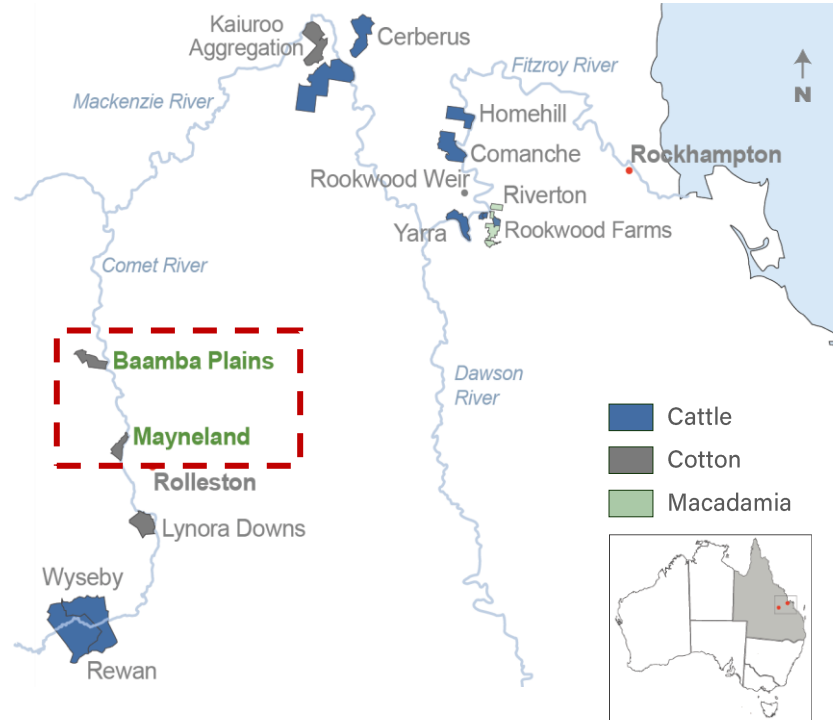 Kaiuroo
Aggregation
Cerberus
Mackenzie River
Fitzroy River
N
Homehill
Comanche
Rockhampton
Rookwood Weir
Riverton
Yarra
Rookwood Farms
Comet River
Baamba Plains
Dawson
River
Mayneland
Rolleston
Lynora Downs
Wyseby
Rewan
Cattle
Cotton
Macadamia